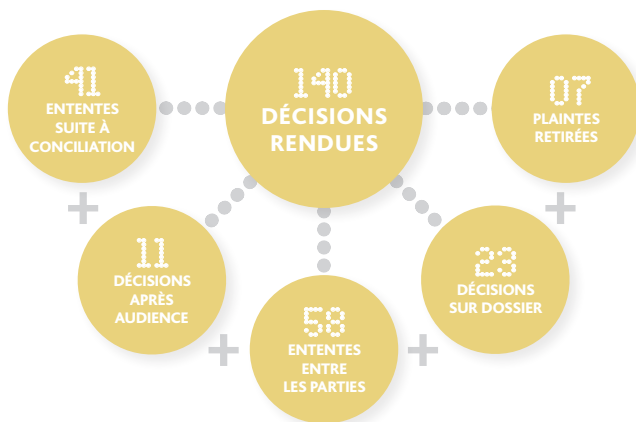 140
DÉCISIONS
RENDUES
41
ENTENTES
SUITE À
CONCILIATION
+
11
DÉCISIONS
APRÈS
AUDIENCE
+
58
ENTENTES
ENTRE
LES PARTIES
+
23
DÉCISIONS
SUR DOSSIER
+
07
PLAINTES
RETIRÉES